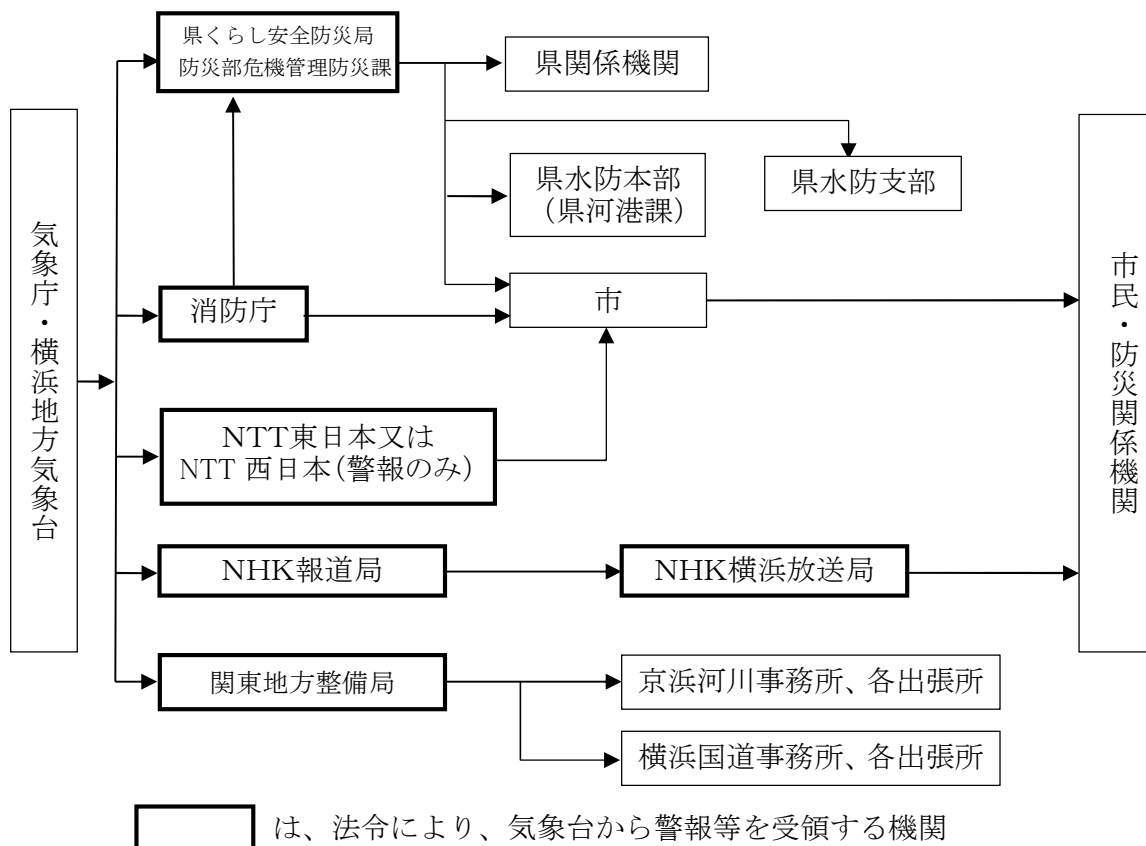 県くらし安全防災局
防災部危機管理防災課
県関係機関
県水防本部
（県河港課）
県水防支部
気象庁・横浜地方気象台
消防庁
市
市民・防災関係機関
NTT東日本又は
NTT 西日本（警報のみ）
NHK報道局
NHK横浜放送局
関東地方整備局
京浜河川事務所、各出張所
横浜国道事務所、各出張所
は、法令により、気象台から警報等を受領する機関